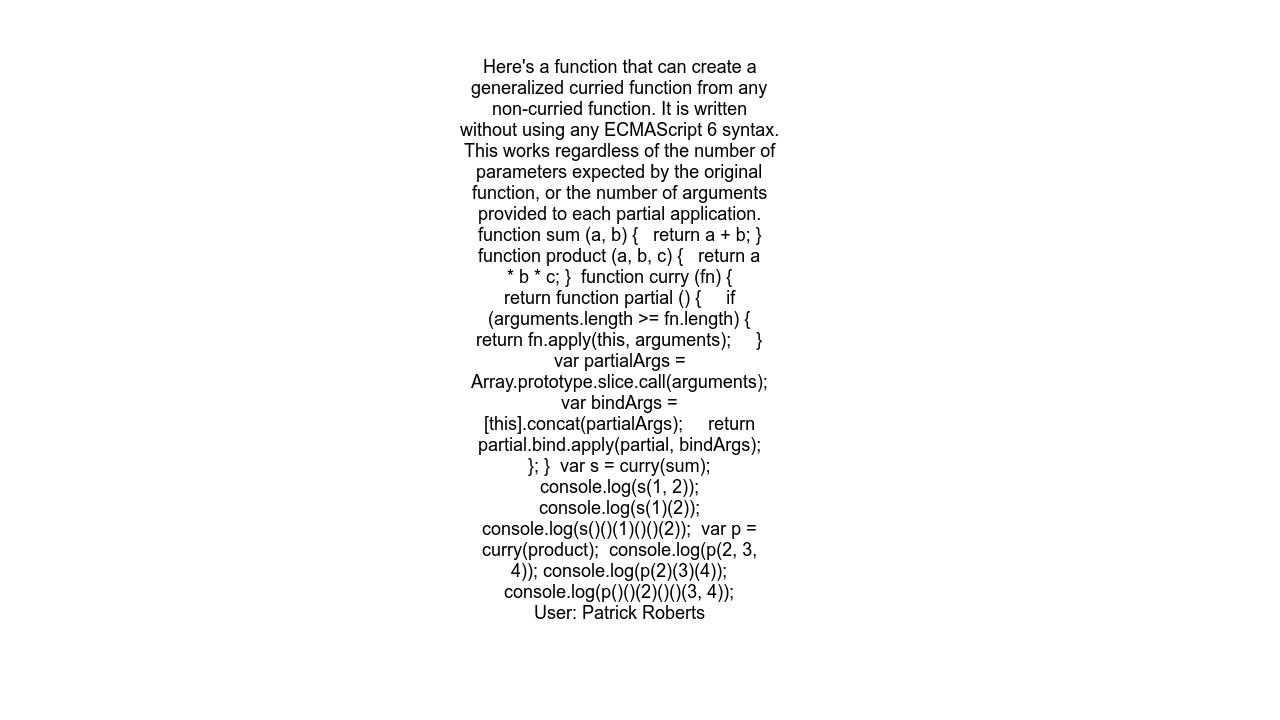 Here's a function that can create a
generalized curried function from any
non-curried function. It is written
without using any ECMAScript 6 syntax.
This works regardless of the number of
parameters expected by the original
function, or the number of arguments
provided to each partial application.
function sum (a, b) {   return a + b; }
function product (a, b, c) {   return a
* b * c; }  function curry (fn) {
return function partial () {     if
(arguments.length >= fn.length) {
return fn.apply(this, arguments);     }
var partialArgs =
Array.prototype.slice.call(arguments);
var bindArgs =
[this].concat(partialArgs);     return
partial.bind.apply(partial, bindArgs);
}; }  var s = curry(sum);
console.log(s(1, 2));
console.log(s(1)(2));
console.log(s()()(1)()()(2));  var p =
curry(product);  console.log(p(2, 3,
4)); console.log(p(2)(3)(4));
console.log(p()()(2)()()(3, 4));
User: Patrick Roberts